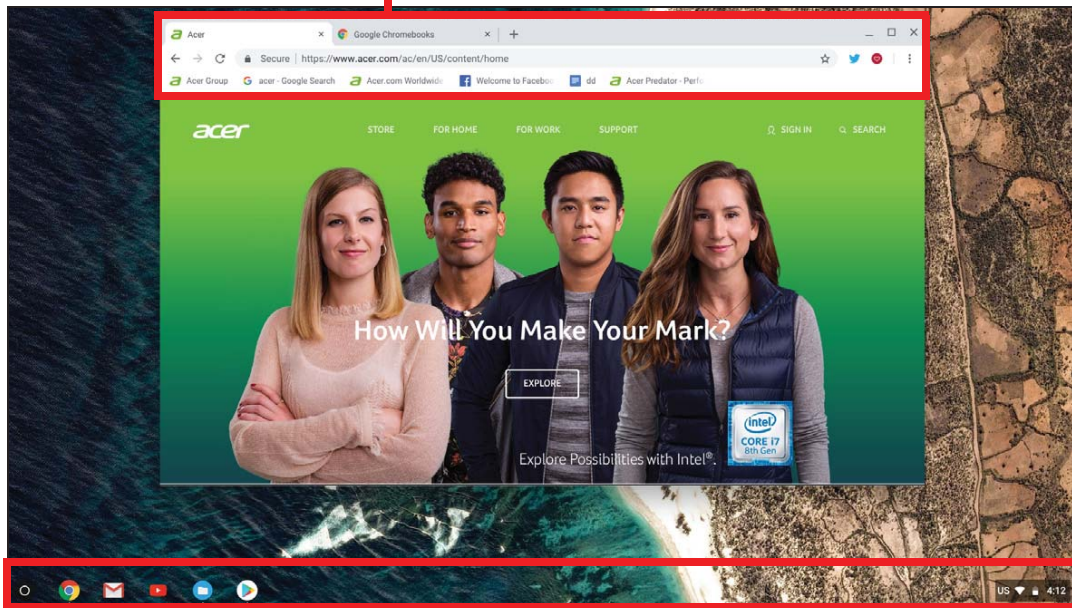 Acer
Google Chromebooks
Secure | https://www.acer.com/ac/en/US/content/home
Acer Group
acer - Google Search
Acer.com Worldwide
Welcome to Faceboo
dd
Acer Predator - Perfo
acer
STORE
FOR HOME
FOR WORK
SUPPORT
SIGN IN
SEARCH
How Will You Make Your Mark?
EXPLORE
intel
CORE i7
8th Gen
Explore Possibilities with Intel®.
US
4:12